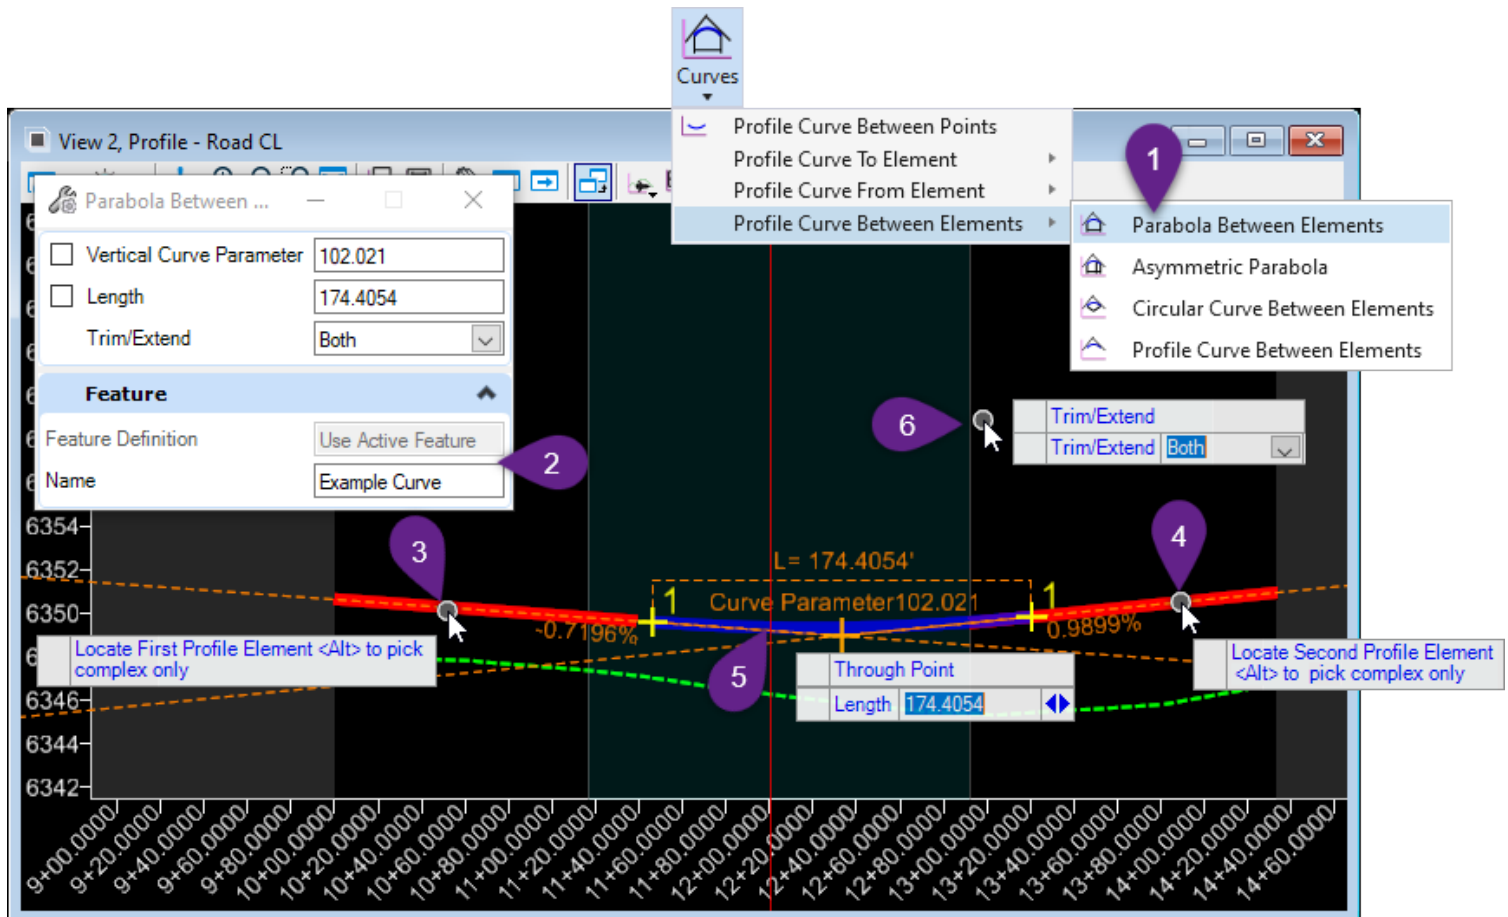 Curves
View 2, Profile - Road CL
Profile Curve Between Points
Profile Curve To Element
Profile Curve From Element
Profile Curve Between Elements
1
Parabola Between Elements
Asymmetric Parabola
Circular Curve Between Elements
Profile Curve Between Elements
Parabola Between ...
Vertical Curve Parameter 102.021
Length 174.4054
Trim/Extend Both
Feature
Feature Definition Use Active Feature
Name Example Curve
2
6
Trim/Extend
Trim/Extend Both
3
4
L= 174.4054'
1 Curve Parameter102.021 1
-0.7196%
0.9899%
Locate First Profile Element <Alt> to pick
complex only
5
Through Point
Length 174.4054
Locate Second Profile Element
<Alt> to pick complex only
6354
6352
6350
6346
6344
6342
9+00.0000
9+20.0000
9+40.0000
9+60.0000
9+80.0000
10+00.0000
10+20.0000
10+40.0000
10+60.0000
10+80.0000
11+00.0000
11+20.0000
11+40.0000
11+60.0000
11+80.0000
12+00.0000
12+20.0000
12+40.0000
12+60.0000
12+80.0000
13+00.0000
13+20.0000
13+40.0000
13+60.0000
13+80.0000
14+00.0000
14+20.0000
14+40.0000
14+60.0000